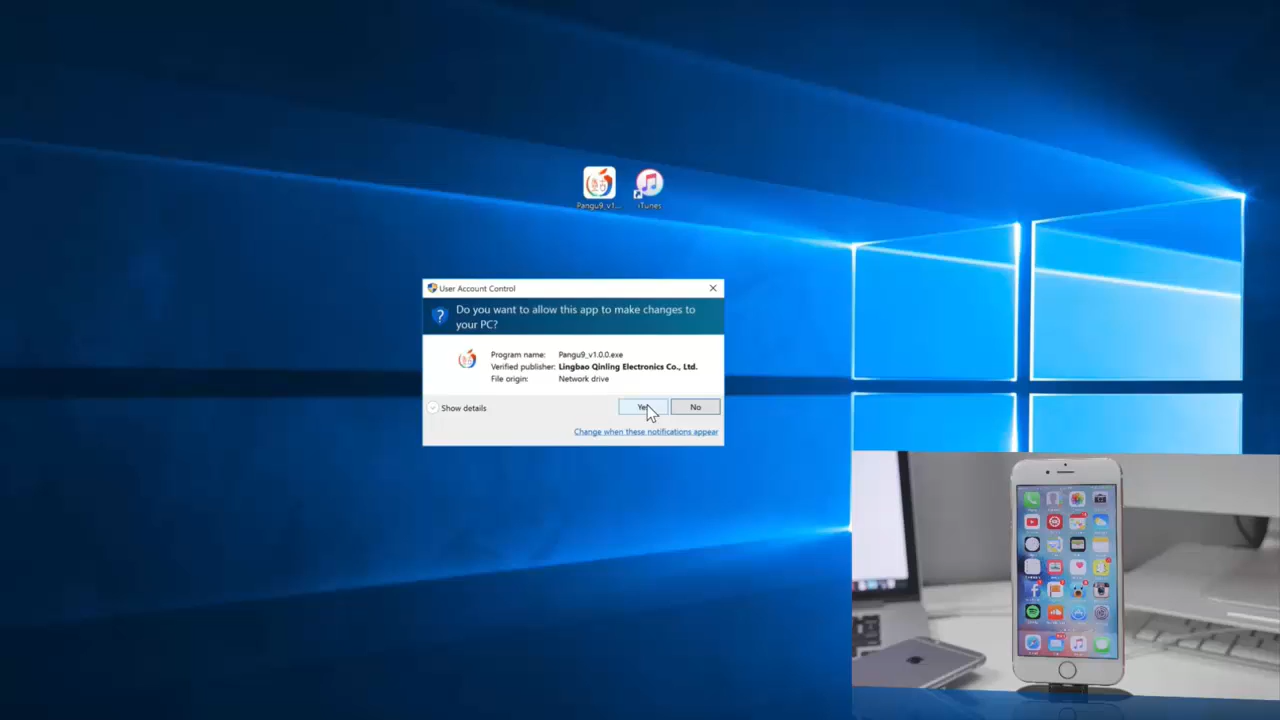 Pangu9_v1...
iTunes
User Account Control
Do you want to allow this app to make changes to
your PC?
Program name: Pangu9_v1.0.0.exe
Verified publisher: Lingbao Qinling Electronics Co., Ltd.
File origin: Network drive
Show details
Yes
No
Change when these notifications appear